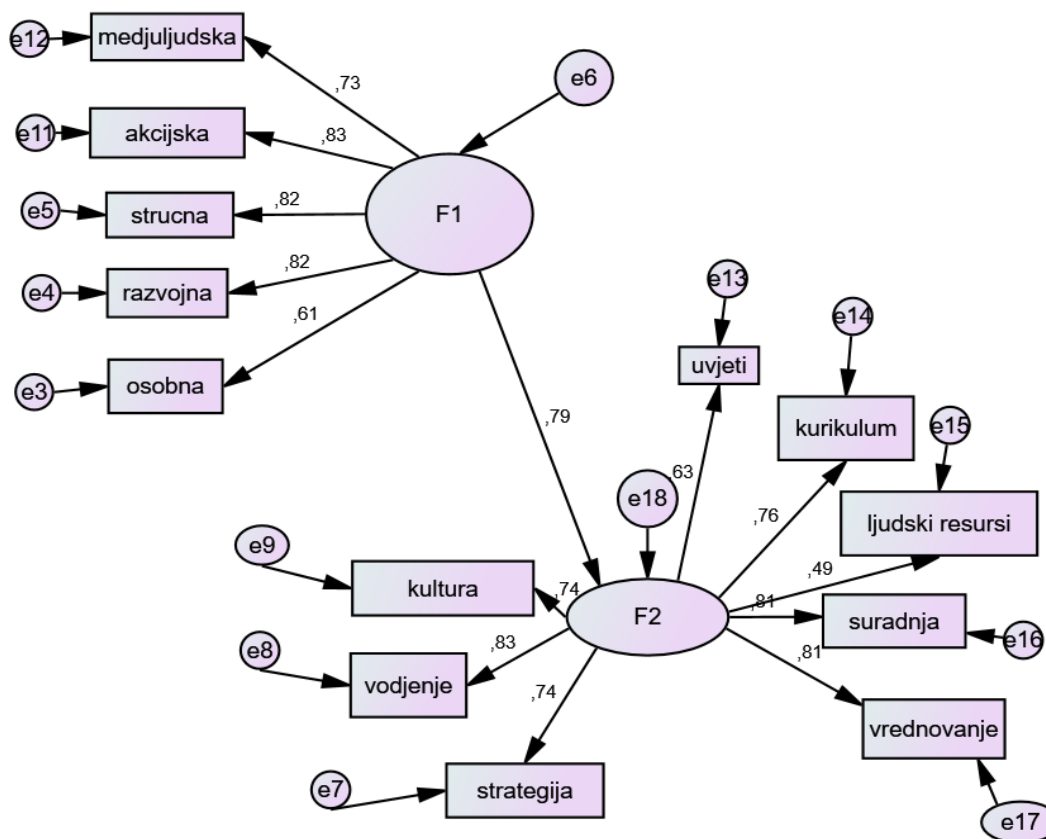 e12
medjuljudska
,73
e6
e11
akcijska
,83
e5
strucna
,82
F1
e4
razvojna
,82
e13
e14
,61
e3
osobna
uvjeti
kurikulum
,79
e15
,63
e18
,76
ljudski resursi
e9
kultura
,74
F2
,49
,81
suradnja
e16
e8
vodjenje
,83
,81
,74
vrednovanje
e7
strategija
e17